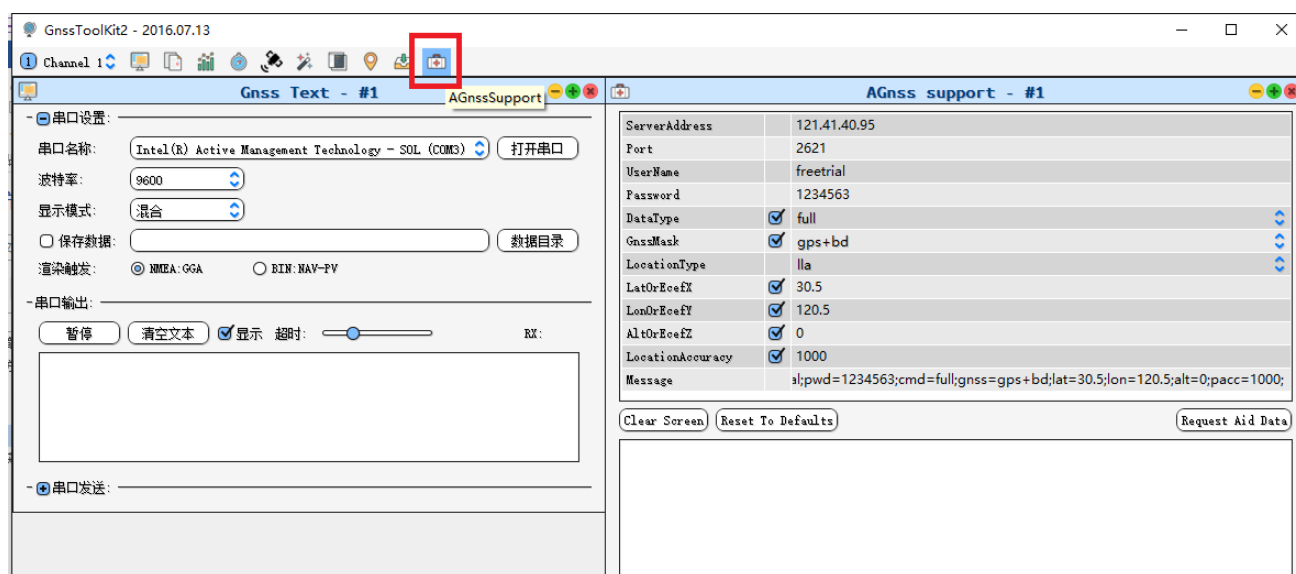 GnssToolKit2 - 2016.07.13
1 Channel 1
AGnssSupport
Gnss Text - #1
串口设置:
串口名称: Intel(R) Active Management Technology - SOL (COM3) 打开串口
波特率: 9600
显示模式: 混合
保存数据: 数据目录
渲染触发: NMEA:GGA BIN:NAV-PV
串口输出:
暂停 清空文本 显示 超时: RX:
串口发送:
AGnss support - #1
ServerAddress 121.41.40.95
Port 2621
UserName freetrial
Password 1234563
DataType full
GnssMask gps+bd
LocationType lla
LatOrEcefX 30.5
LonOrEcefY 120.5
AltOrEcefZ 0
LocationAccuracy 1000
Message al;pwd=1234563;cmd=full;gnss=gps+bd;lat=30.5;lon=120.5;alt=0;pacc=1000;
Clear Screen Reset To Defaults Request Aid Data